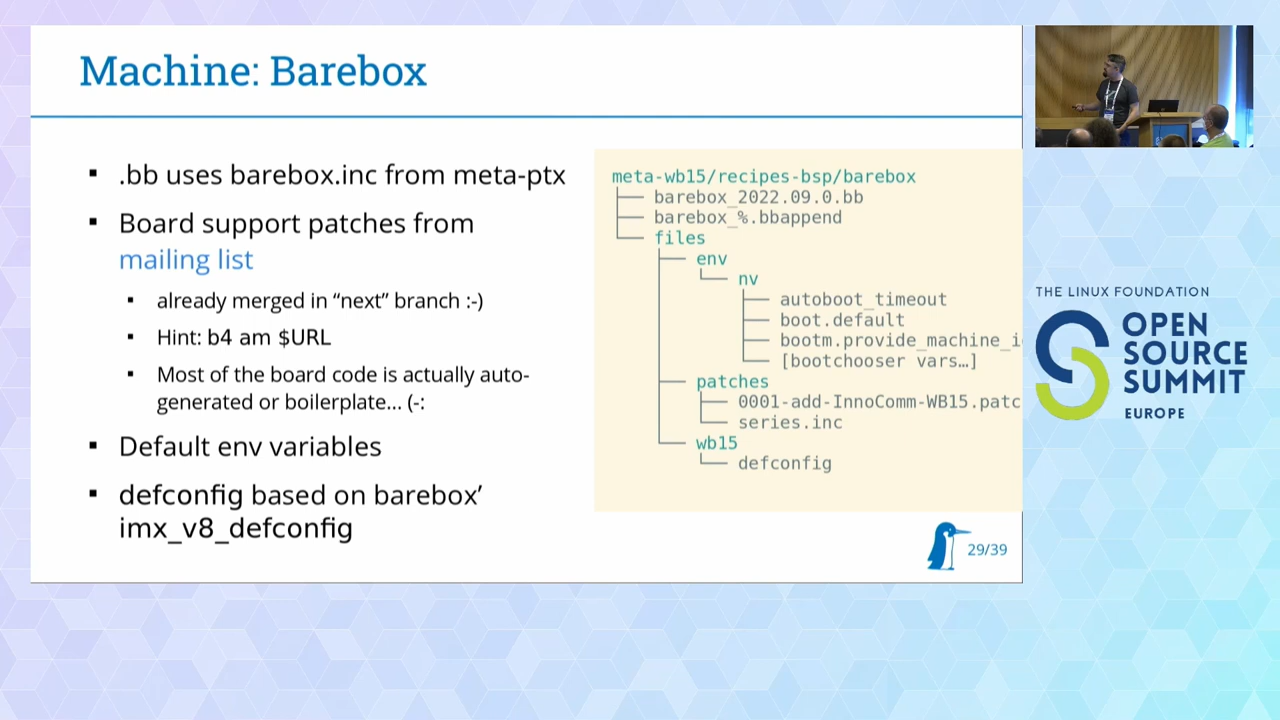 Machine: Barebox
.bb uses barebox.inc from meta-ptx
Board support patches from
mailing list
already merged in “next” branch :-)
Hint: b4 am $URL
Most of the board code is actually auto-
generated or boilerplate… (-:
Default env variables
defconfig based on barebox’
imx_v8_defconfig
meta-wb15/recipes-bsp/barebox
barebox_2022.09.0.bb
barebox_%.bbappend
files
env
nv
autoboot_timeout
boot.default
bootm.provide_machine_i
[bootchooser vars…]
patches
0001-add-InnoComm-WB15.patc
series.inc
wb15
defconfig
29/39
THE LINUX FOUNDATION
OPEN
SOURCE
SUMMIT
EUROPE